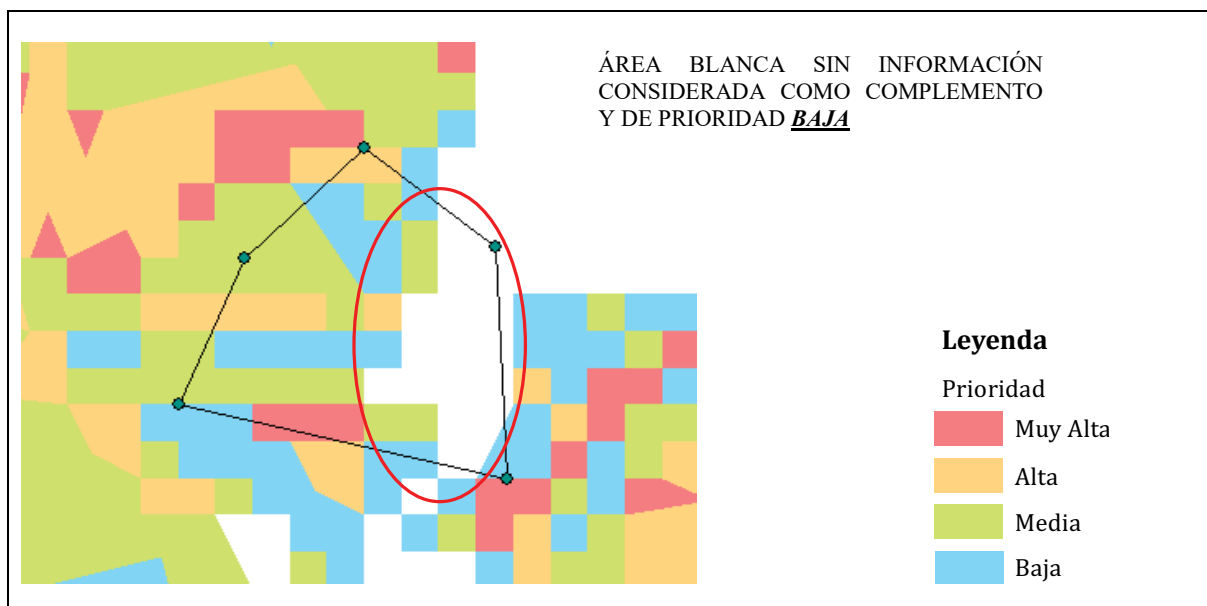 ÁREA BLANCA SIN INFORMACIÓN
CONSIDERADA COMO COMPLEMENTO
Y DE PRIORIDAD BAJA
Leyenda
Prioridad
Muy Alta
Alta
Media
Baja